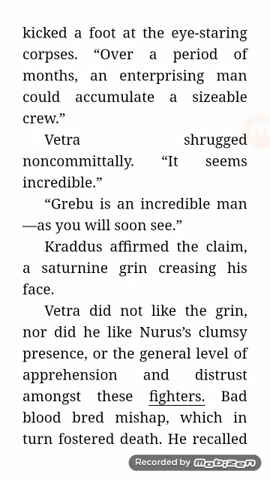 kicked a foot at the eye-staring
corpses. “Over a period of
months, an enterprising man
could accumulate a sizeable
crew.”
Vetra shrugged
noncommittally. “It seems
incredible.”
“Grebu is an incredible man
—as you will soon see.”
Kraddus affirmed the claim,
a saturnine grin creasing his
face.
Vetra did not like the grin,
nor did he like Nurus’s clumsy
presence, or the general level of
apprehension and distrust
amongst these fighters. Bad
blood bred mishap, which in
turn fostered death. He recalled
Recorded by mobizen